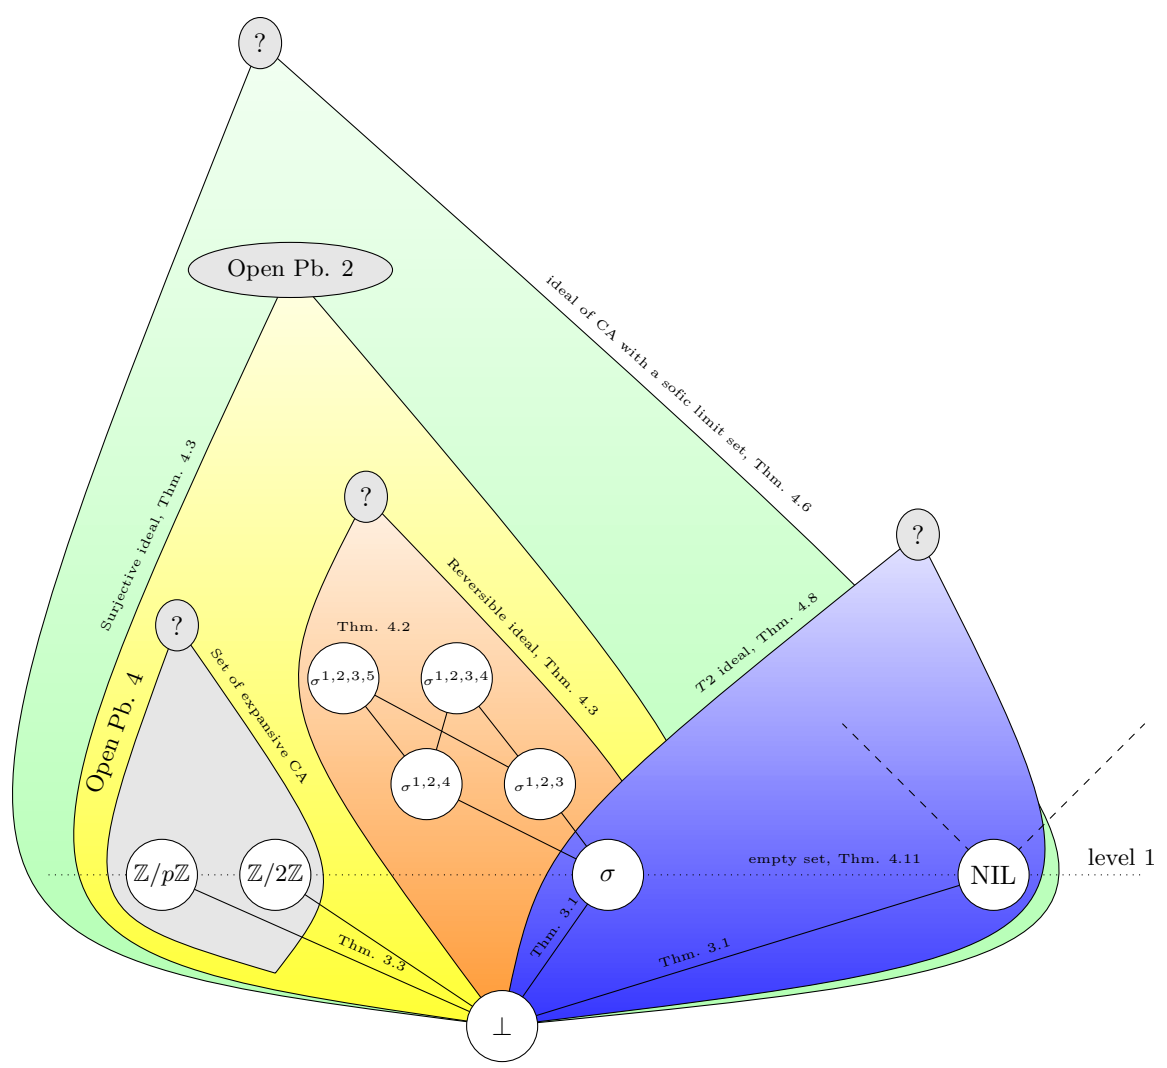 ?
Open Pb. 2
ideal of CA with a sofic limit set, Thm. 4.6
Surjective ideal, Thm. 4.3
?
?
Reversible ideal, Thm. 4.3
T2 ideal, Thm. 4.8
?
Thm. 4.2
Set of expansive CA
Open Pb. 4
σ^{1,2,3,5}
σ^{1,2,3,4}
σ^{1,2,4}
σ^{1,2,3}
ℤ/pℤ
ℤ/2ℤ
σ
empty set, Thm. 4.11
NIL
level 1
Thm. 3.3
Thm. 3.1
Thm. 3.1
⊥